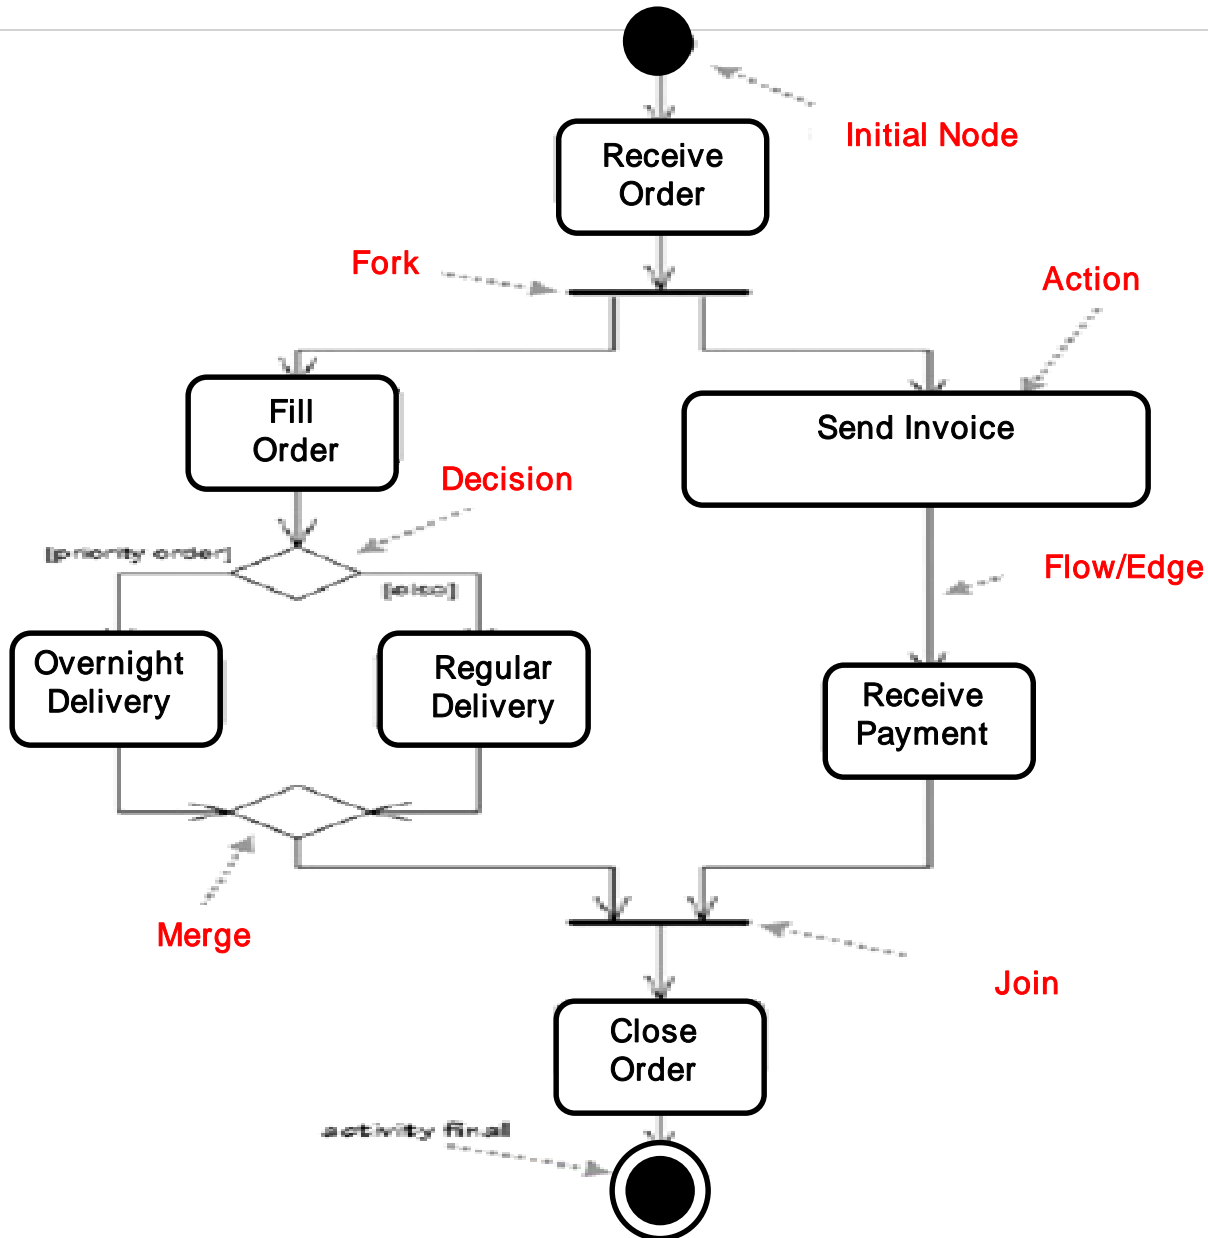 Initial Node
Receive
Order
Fork
Action
Fill
Order
Send Invoice
Decision
[priority order]
[else]
Flow/Edge
Overnight
Delivery
Regular
Delivery
Receive
Payment
Merge
Join
Close
Order
activity final